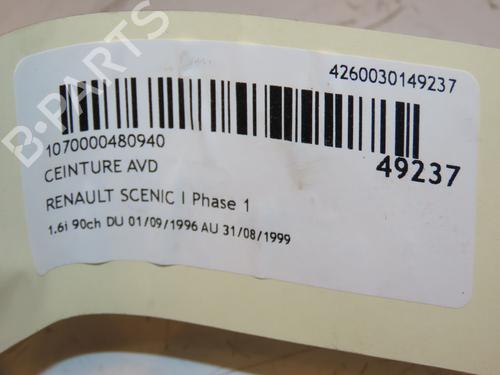 4260030149237
1070000480940
49237
CEINTURE AVD
RENAULT SCENIC I Phase 1
1.6i 90ch DU 01/09/1996 AU 31/08/1999
B-PARTS